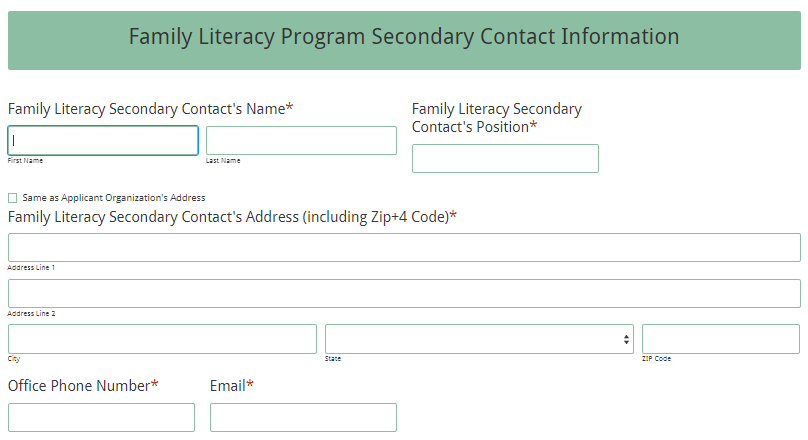 Family Literacy Program Secondary Contact Information
Family Literacy Secondary Contact's Name*
Family Literacy Secondary
Contact's Position*
First Name
Last Name
Same as Applicant Organization's Address
Family Literacy Secondary Contact's Address (including Zip+4 Code)*
Address Line 1
Address Line 2
City
State
ZIP Code
Office Phone Number*
Email*